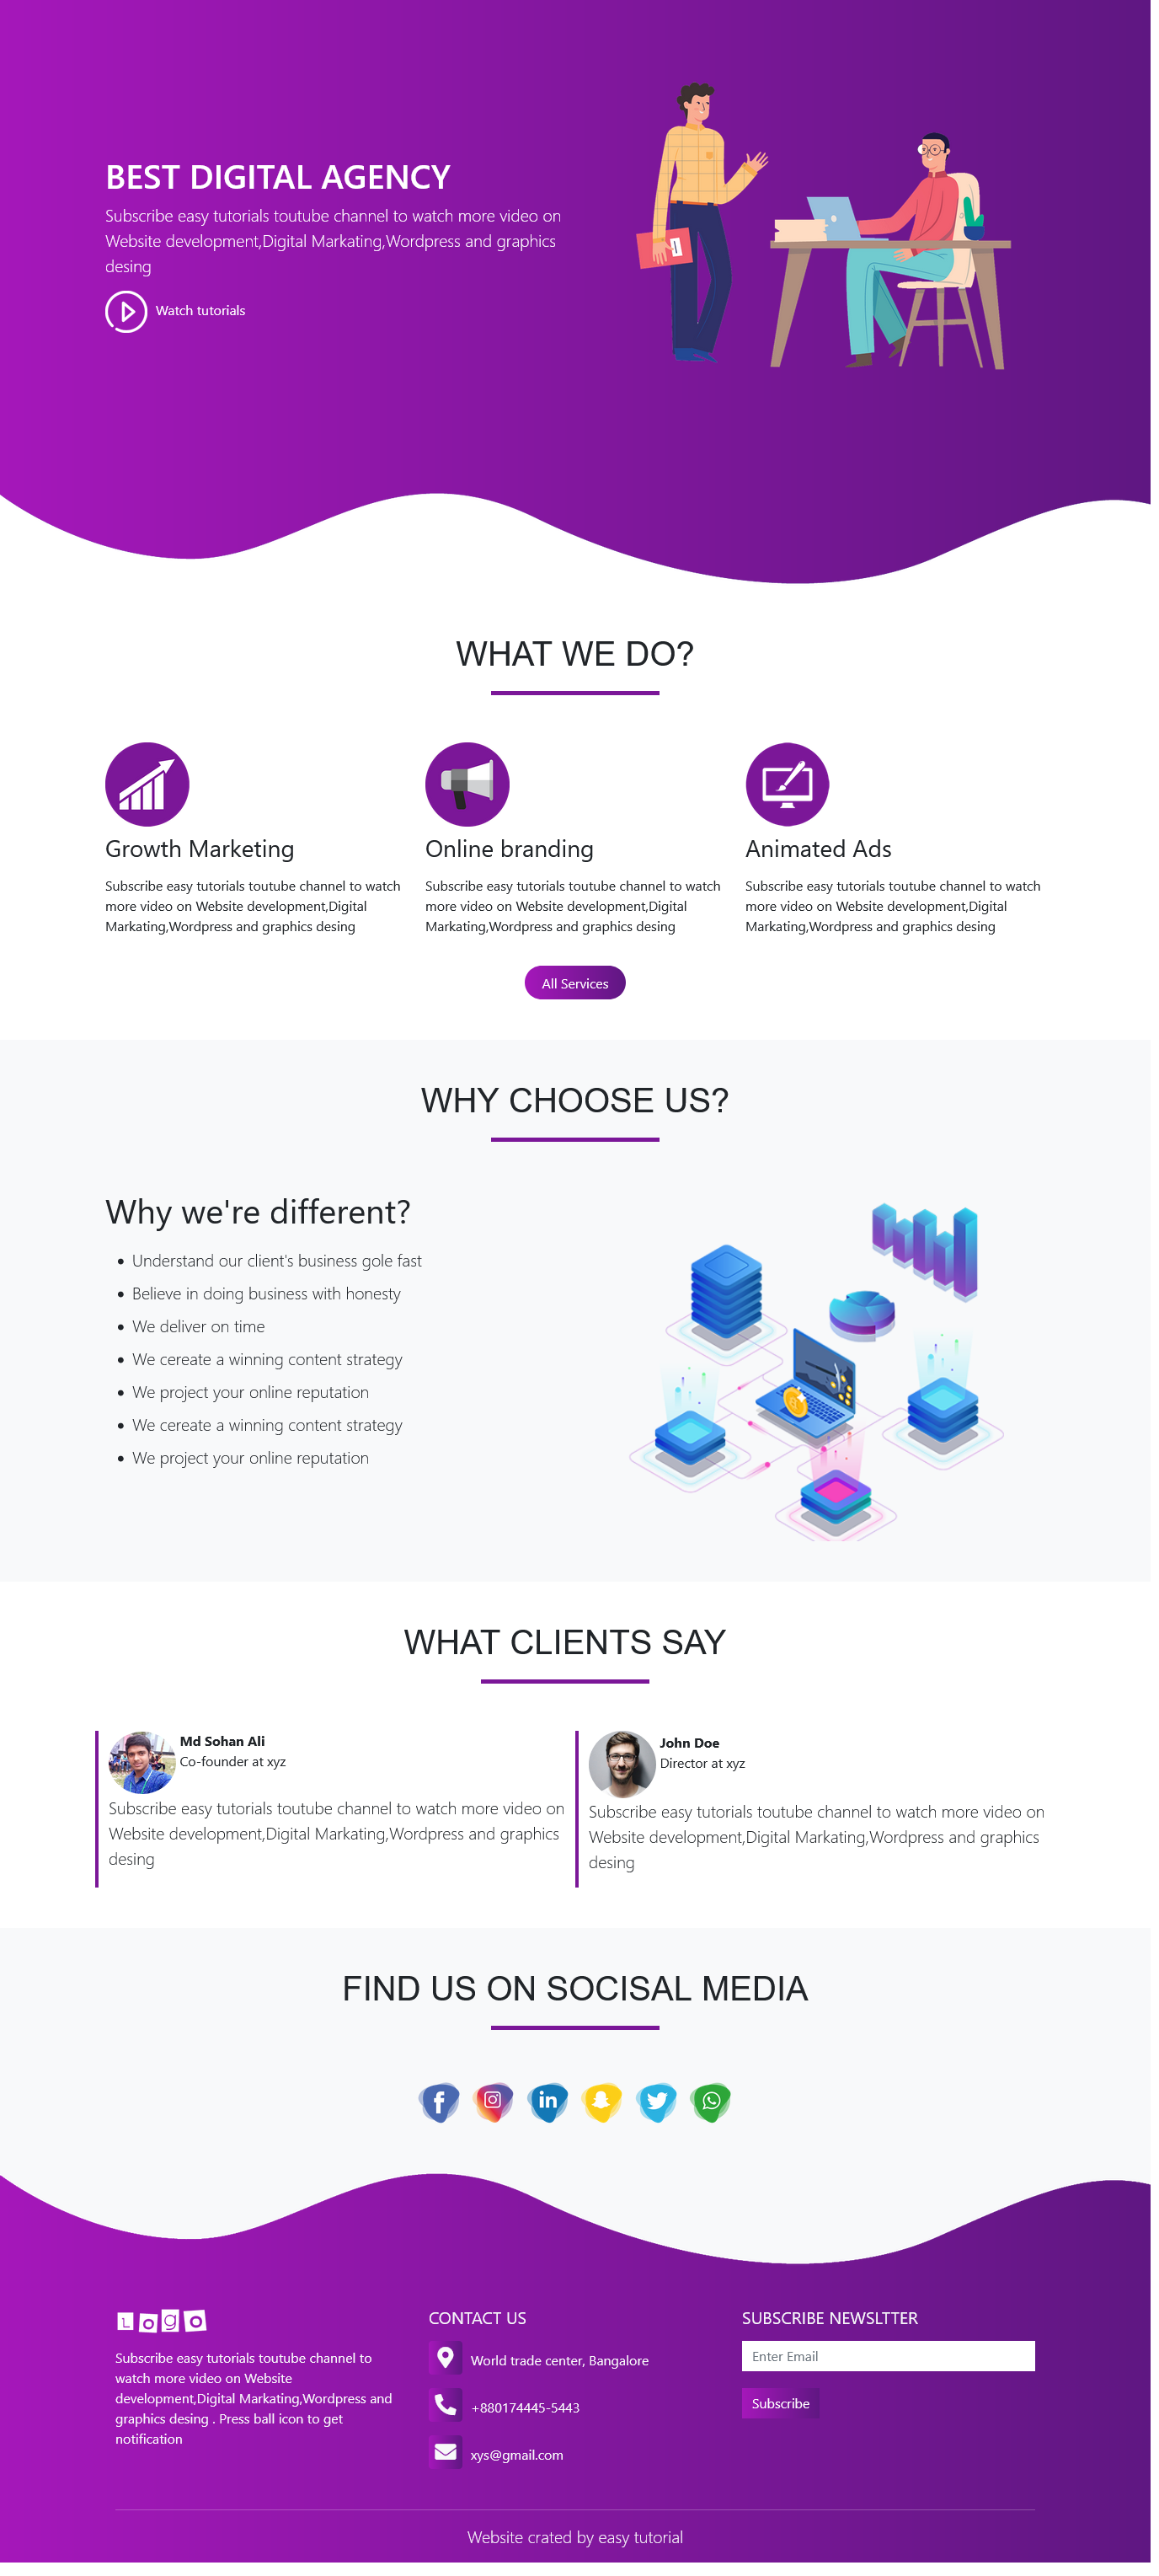 BEST DIGITAL AGENCY
Subscribe easy tutorials toutube channel to watch more video on
Website development,Digital Markating,Wordpress and graphics
desing
Watch tutorials
WHAT WE DO?
Growth Marketing
Subscribe easy tutorials toutube channel to watch
more video on Website development,Digital
Markating,Wordpress and graphics desing
Online branding
Subscribe easy tutorials toutube channel to watch
more video on Website development,Digital
Markating,Wordpress and graphics desing
Animated Ads
Subscribe easy tutorials toutube channel to watch
more video on Website development,Digital
Markating,Wordpress and graphics desing
All Services
WHY CHOOSE US?
Why we're different?
Understand our client's business gole fast
Believe in doing business with honesty
We deliver on time
We cereate a winning content strategy
We project your online reputation
We cereate a winning content strategy
We project your online reputation
WHAT CLIENTS SAY
Md Sohan Ali
Co-founder at xyz
Subscribe easy tutorials toutube channel to watch more video on
Website development,Digital Markating,Wordpress and graphics
desing
John Doe
Director at xyz
Subscribe easy tutorials toutube channel to watch more video on
Website development,Digital Markating,Wordpress and graphics
desing
FIND US ON SOCISAL MEDIA
Logo
Subscribe easy tutorials toutube channel to
watch more video on Website
development,Digital Markating,Wordpress and
graphics desing . Press ball icon to get
notification
CONTACT US
World trade center, Bangalore
+880174445-5443
xys@gmail.com
SUBSCRIBE NEWSLTTER
Enter Email
Subscribe
Website crated by easy tutorial